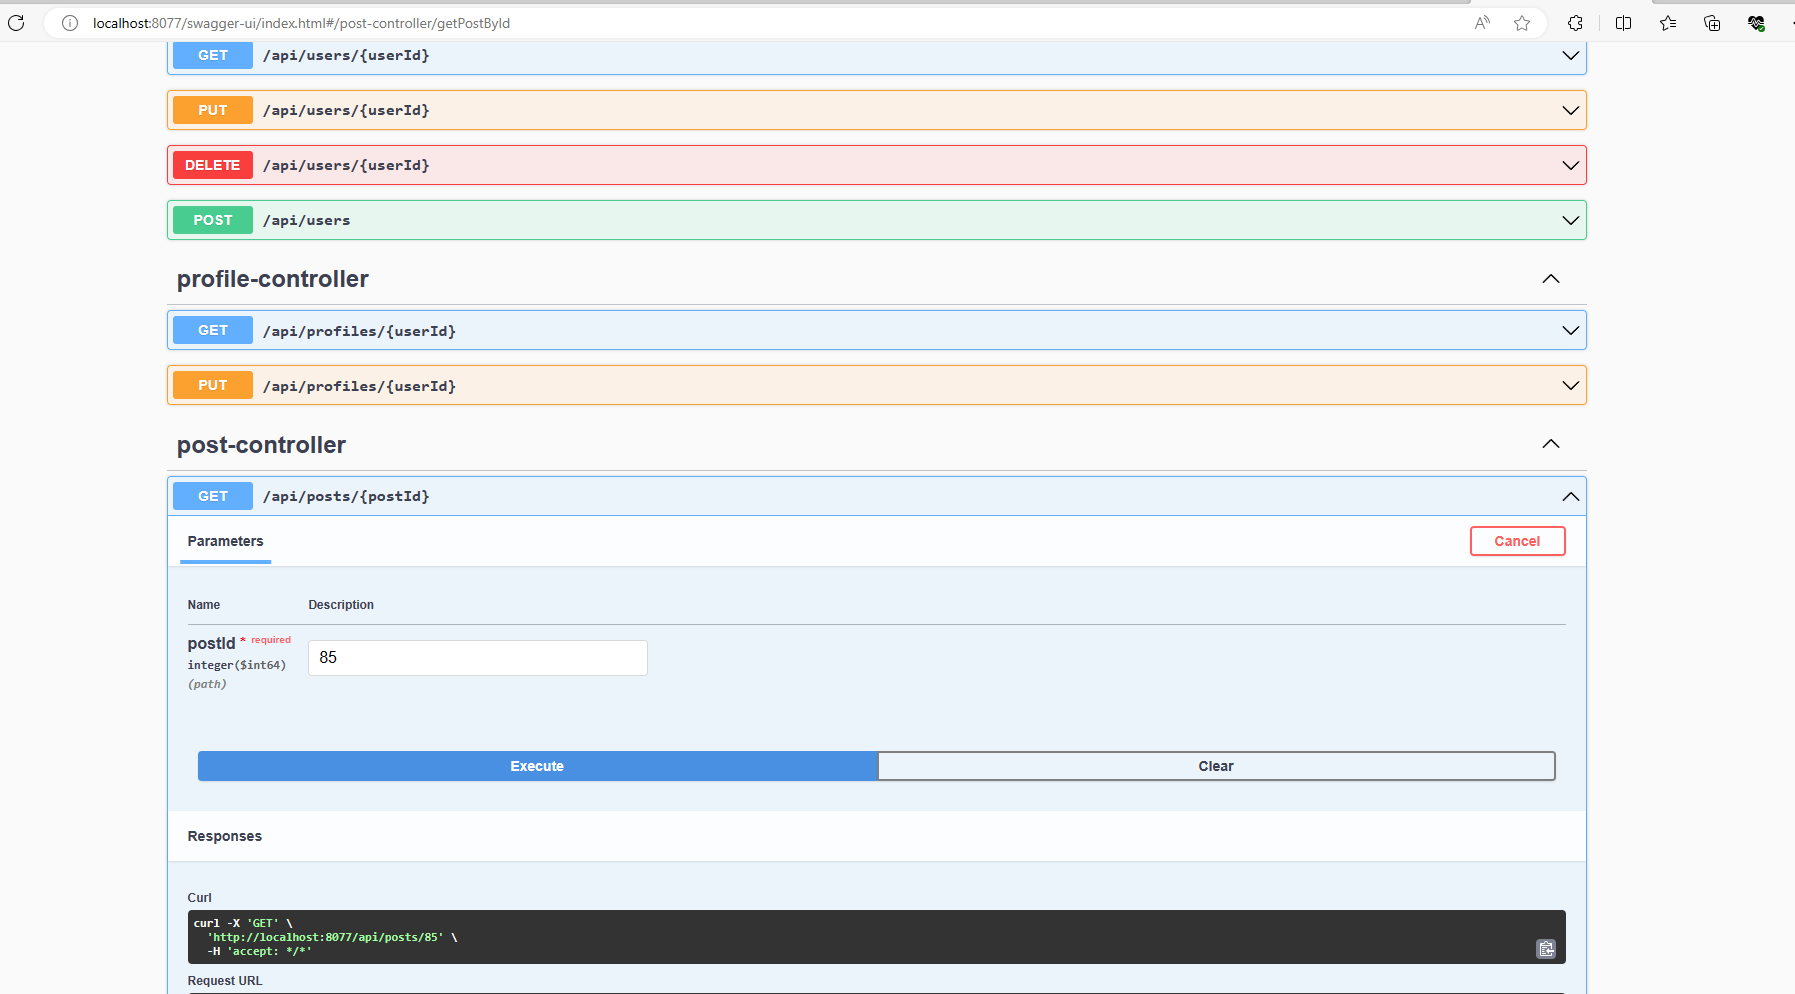 localhost:8077/swagger-ui/index.html#/post-controller/getPostById
GET /api/users/{userId}
PUT /api/users/{userId}
DELETE /api/users/{userId}
POST /api/users
profile-controller
GET /api/profiles/{userId}
PUT /api/profiles/{userId}
post-controller
GET /api/posts/{postId}
Parameters
Cancel
Name Description
postId * required
integer($int64)
(path)
85
Execute
Clear
Responses
Curl
curl -X 'GET' \
'http://localhost:8077/api/posts/85' \
-H 'accept: */*'
Request URL